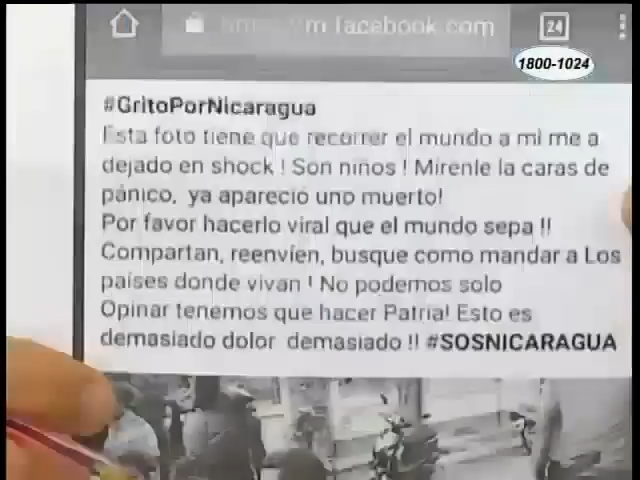 m.facebook.com
24
1800-1024
#GritoPorNicaragua
Esta foto tiene que recorrer el mundo a mi me a
dejado en shock ! Son niños ! Mirenle la caras de
pánico, ya apareció uno muerto!
Por favor hacerlo viral que el mundo sepa !!
Compartan, reenvíen, busque como mandar a Los
países donde vivan ! No podemos solo
Opinar tenemos que hacer Patria! Esto es
demasiado dolor demasiado !! #SOSNICARAGUA